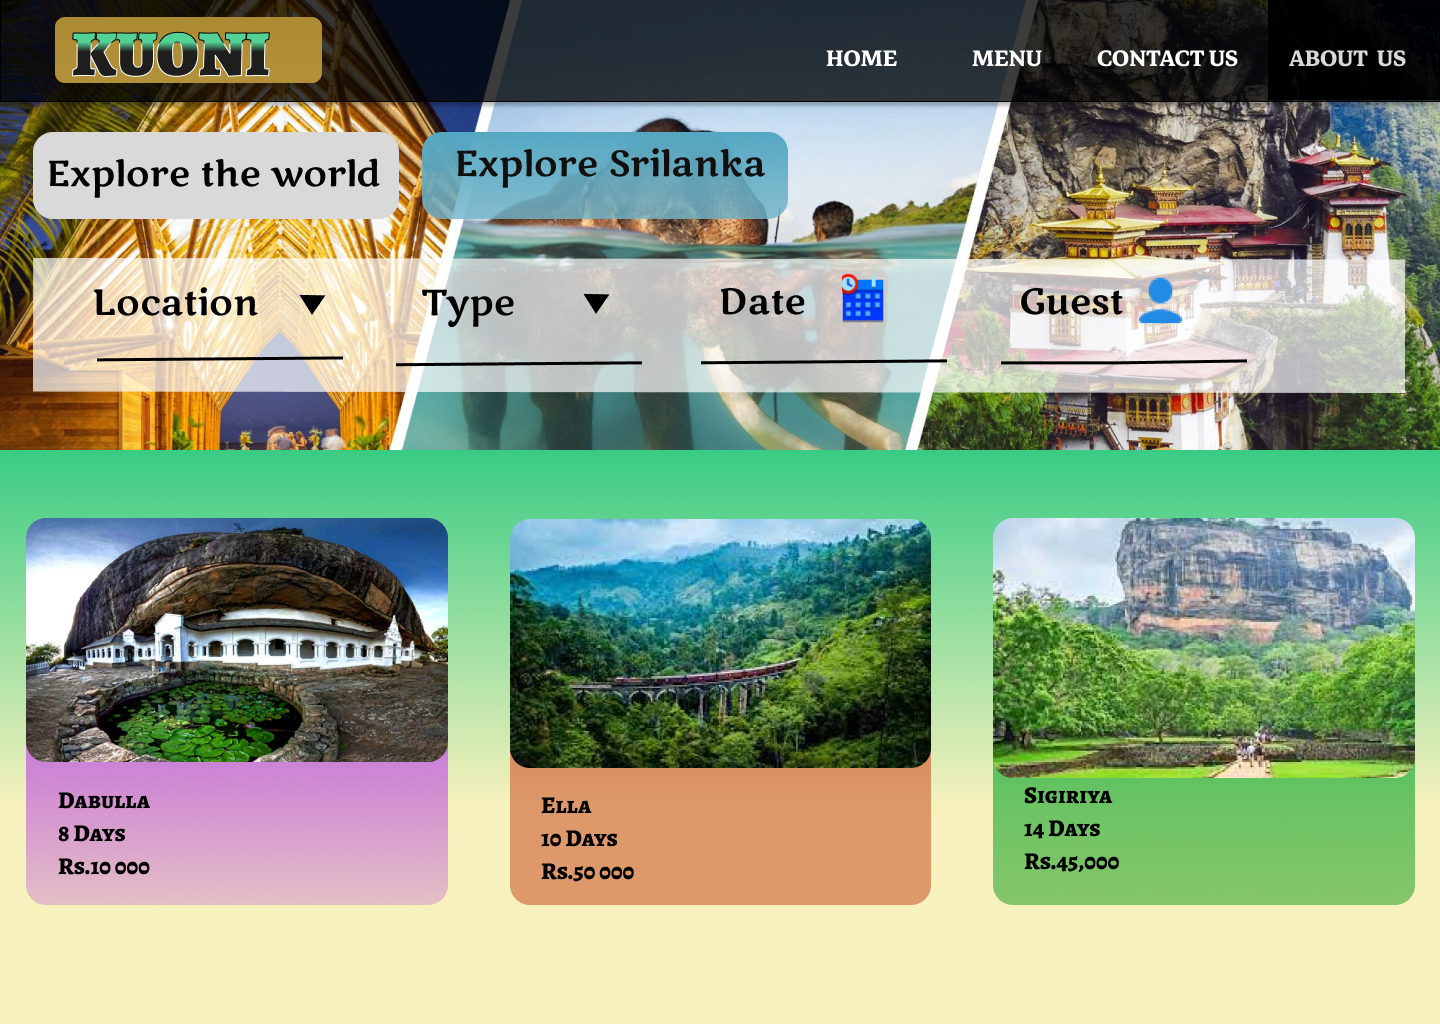 KUONI
HOME MENU CONTACT US ABOUT US
Explore the world
Explore Srilanka
Location Type Date Guest
Dabulla
8 Days
Rs.10 000
Ella
10 Days
Rs.50 000
Sigiriya
14 Days
Rs.45,000